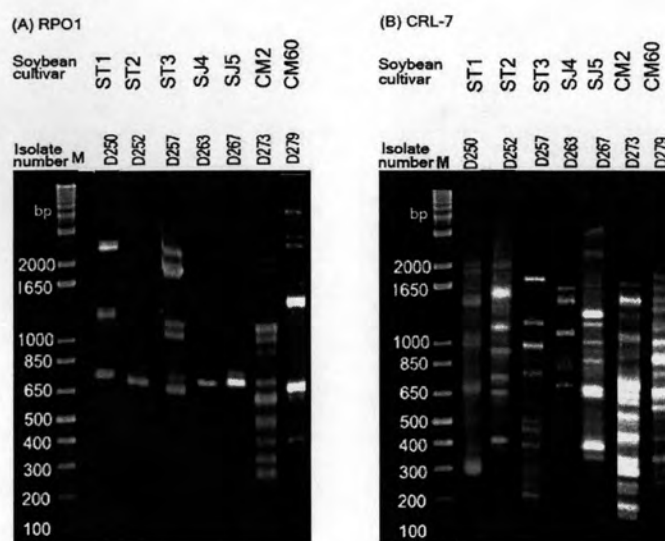 (A) RPO1
Soybean cultivar ST1 ST2 ST3 SJ4 SJ5 CM2 CM60
Isolate number M D250 D252 D257 D263 D267 D273 D279
bp
2000
1650
1000
850
650
500
400
300
200
100
(B) CRL-7
Soybean cultivar ST1 ST2 ST3 SJ4 SJ5 CM2 CM60
Isolate number M D250 D252 D257 D263 D267 D273 D279
bp
2000
1650
1000
850
650
500
400
300
200
100